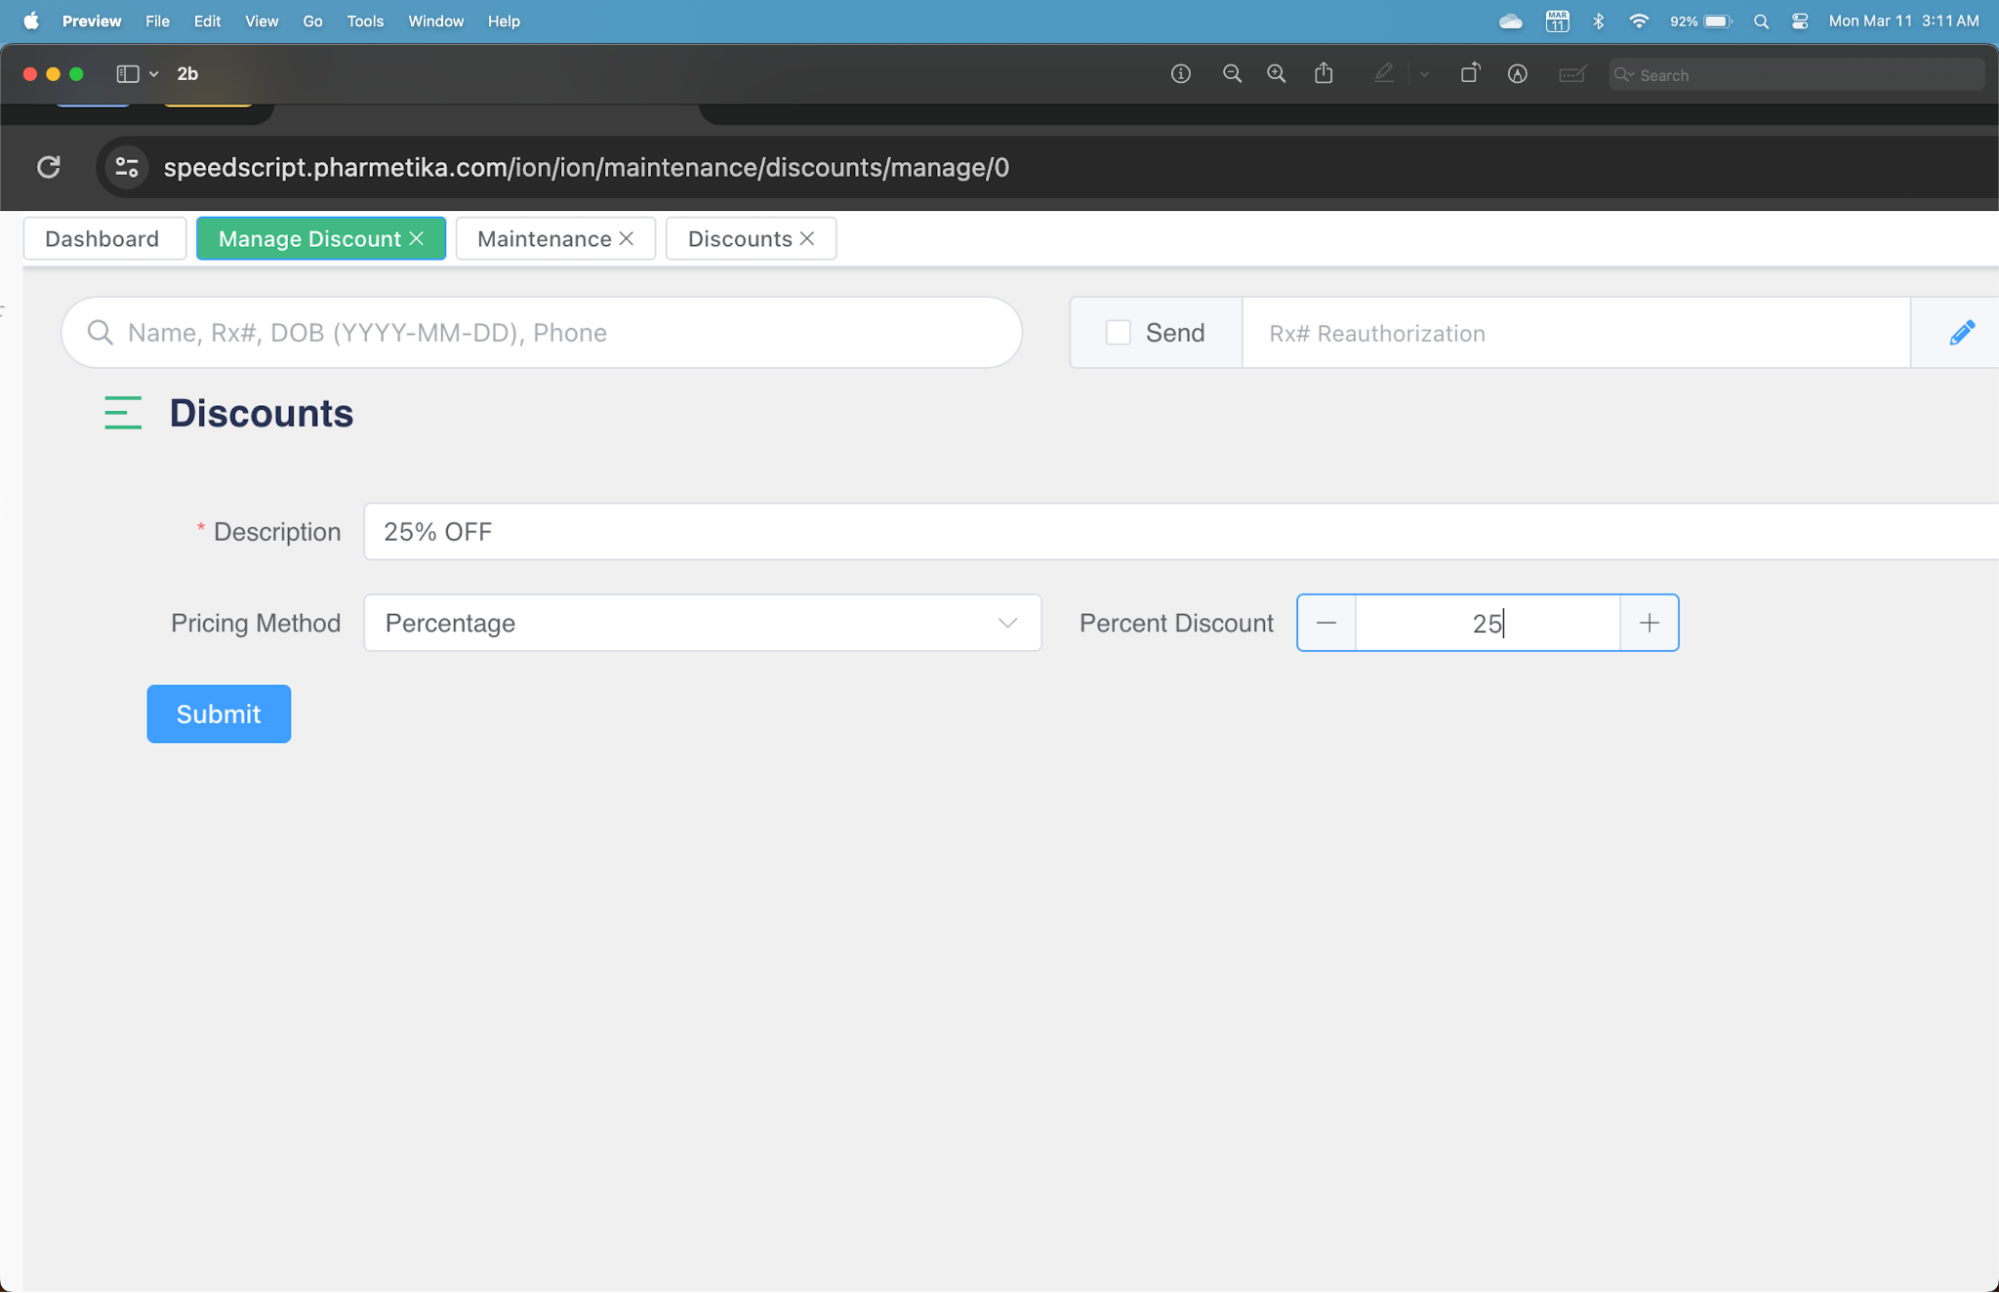 Preview File Edit View Go Tools Window Help MAR 11 92% Mon Mar 11 3:11 AM
2b Search
speedscript.pharmetika.com/ion/ion/maintenance/discounts/manage/0
Dashboard Manage Discount Maintenance Discounts
Name, Rx#, DOB (YYYY-MM-DD), Phone Send Rx# Reauthorization
Discounts
* Description 25% OFF
Pricing Method Percentage Percent Discount 25
Submit